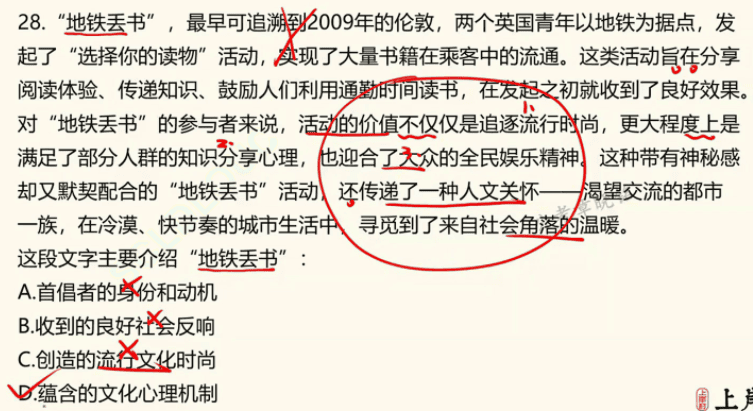 28. “地铁丢书”，最早可追溯到2009年的伦敦，两个英国青年以地铁为据点，发
起了“选择你的读物”活动，实现了大量书籍在乘客中的流通。这类活动旨在分享
阅读体验、传递知识、鼓励人们利用通勤时间读书，在发起之初就收到了良好效果。
对“地铁丢书”的参与者来说，活动的价值不仅仅是追逐流行时尚，更大程度上是
满足了部分人群的知识分享心理，也迎合了大众的全民娱乐精神。这种带有神秘感
却又默契配合的“地铁丢书”活动，还传递了一种人文关怀——渴望交流的都市
一族，在冷漠、快节奏的城市生活中，寻觅到了来自社会角落的温暖。
这段文字主要介绍“地铁丢书”：
A.首倡者的身份和动机
B.收到的良好社会反响
C.创造的流行文化时尚
D.蕴含的文化心理机制
上岸